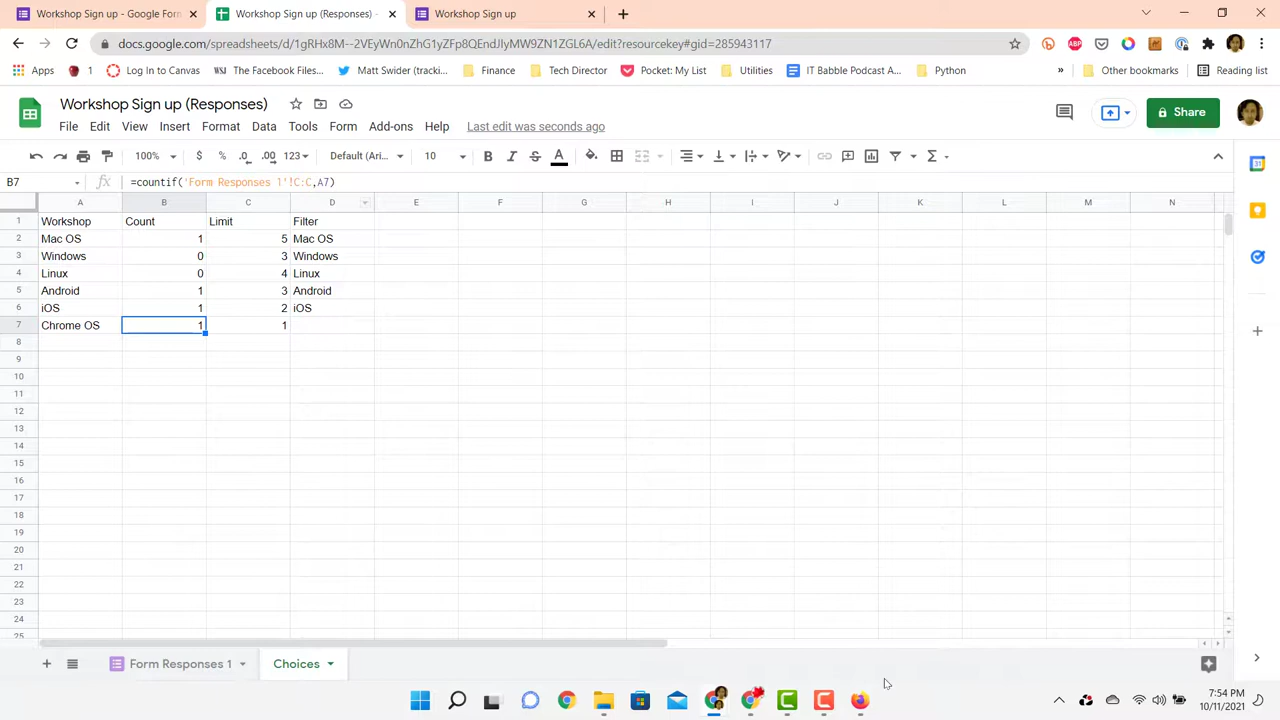 Workshop Sign up - Google Form
Workshop Sign up (Responses) -
Workshop Sign up
docs.google.com/spreadsheets/d/1gRHx8M--2VEyWn0nZh01yZFp8QEndJI
W9ZN1ZGL6A/edit?resourcekey#gid=285943117
Apps
1
Log In to Canvas
The Facebook Files...
Matt Swider (trackin...
Finance
Tech Director
Pocket: My List
Utilities
IT Babble Podcast A...
Python
»
Other bookmarks
Reading list
Workshop Sign up (Responses)
File Edit View Insert Format Data Tools Form Add-ons Help Last edit was seconds ago
Share
100% $ % .0 .00 123 Default (Ari... 10 B I S A Σ
B7 fx =countif('Form Responses 1'!C:C,A7)
A B C D E F G H I J K L M N
1 Workshop Count Limit Filter
2 Mac OS 1 5 Mac OS
3 Windows 0 3 Windows
4 Linux 0 4 Linux
5 Android 1 3 Android
6 iOS 1 2 iOS
7 Chrome OS 1 1
8
9
10
11
12
13
14
15
16
17
18
19
20
21
22
23
24
25
Form Responses 1 Choices
31
7:54 PM
10/11/2021